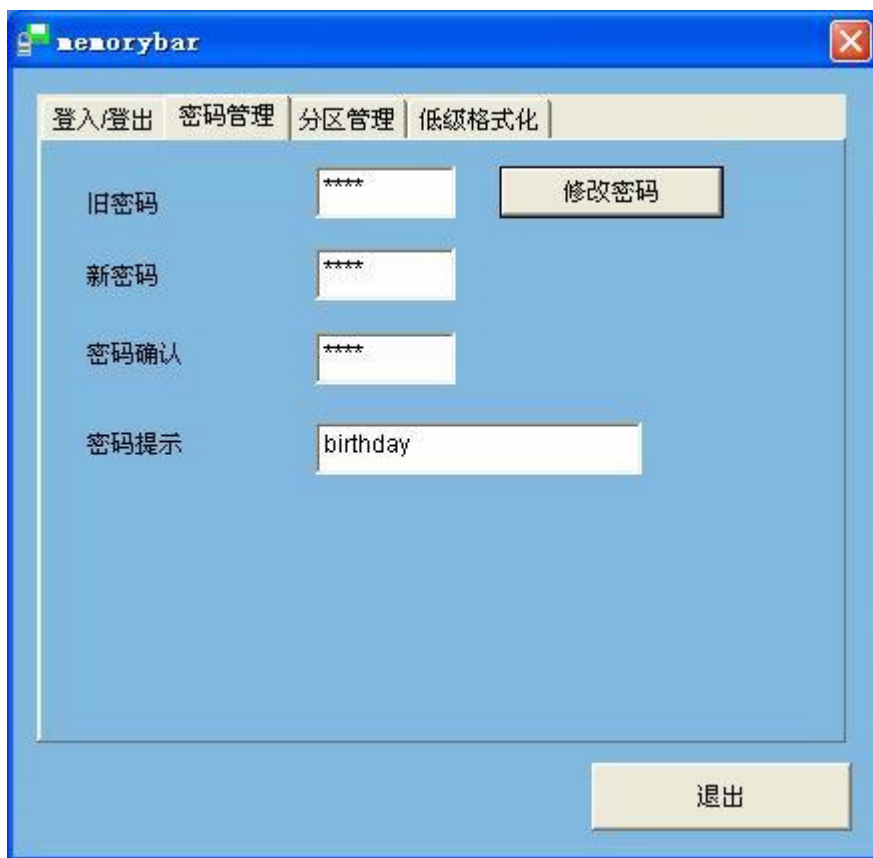 memorybar
登入/登出 密码管理 分区管理 低级格式化
旧密码 **** 修改密码
新密码 ****
密码确认 ****
密码提示 birthday
退出